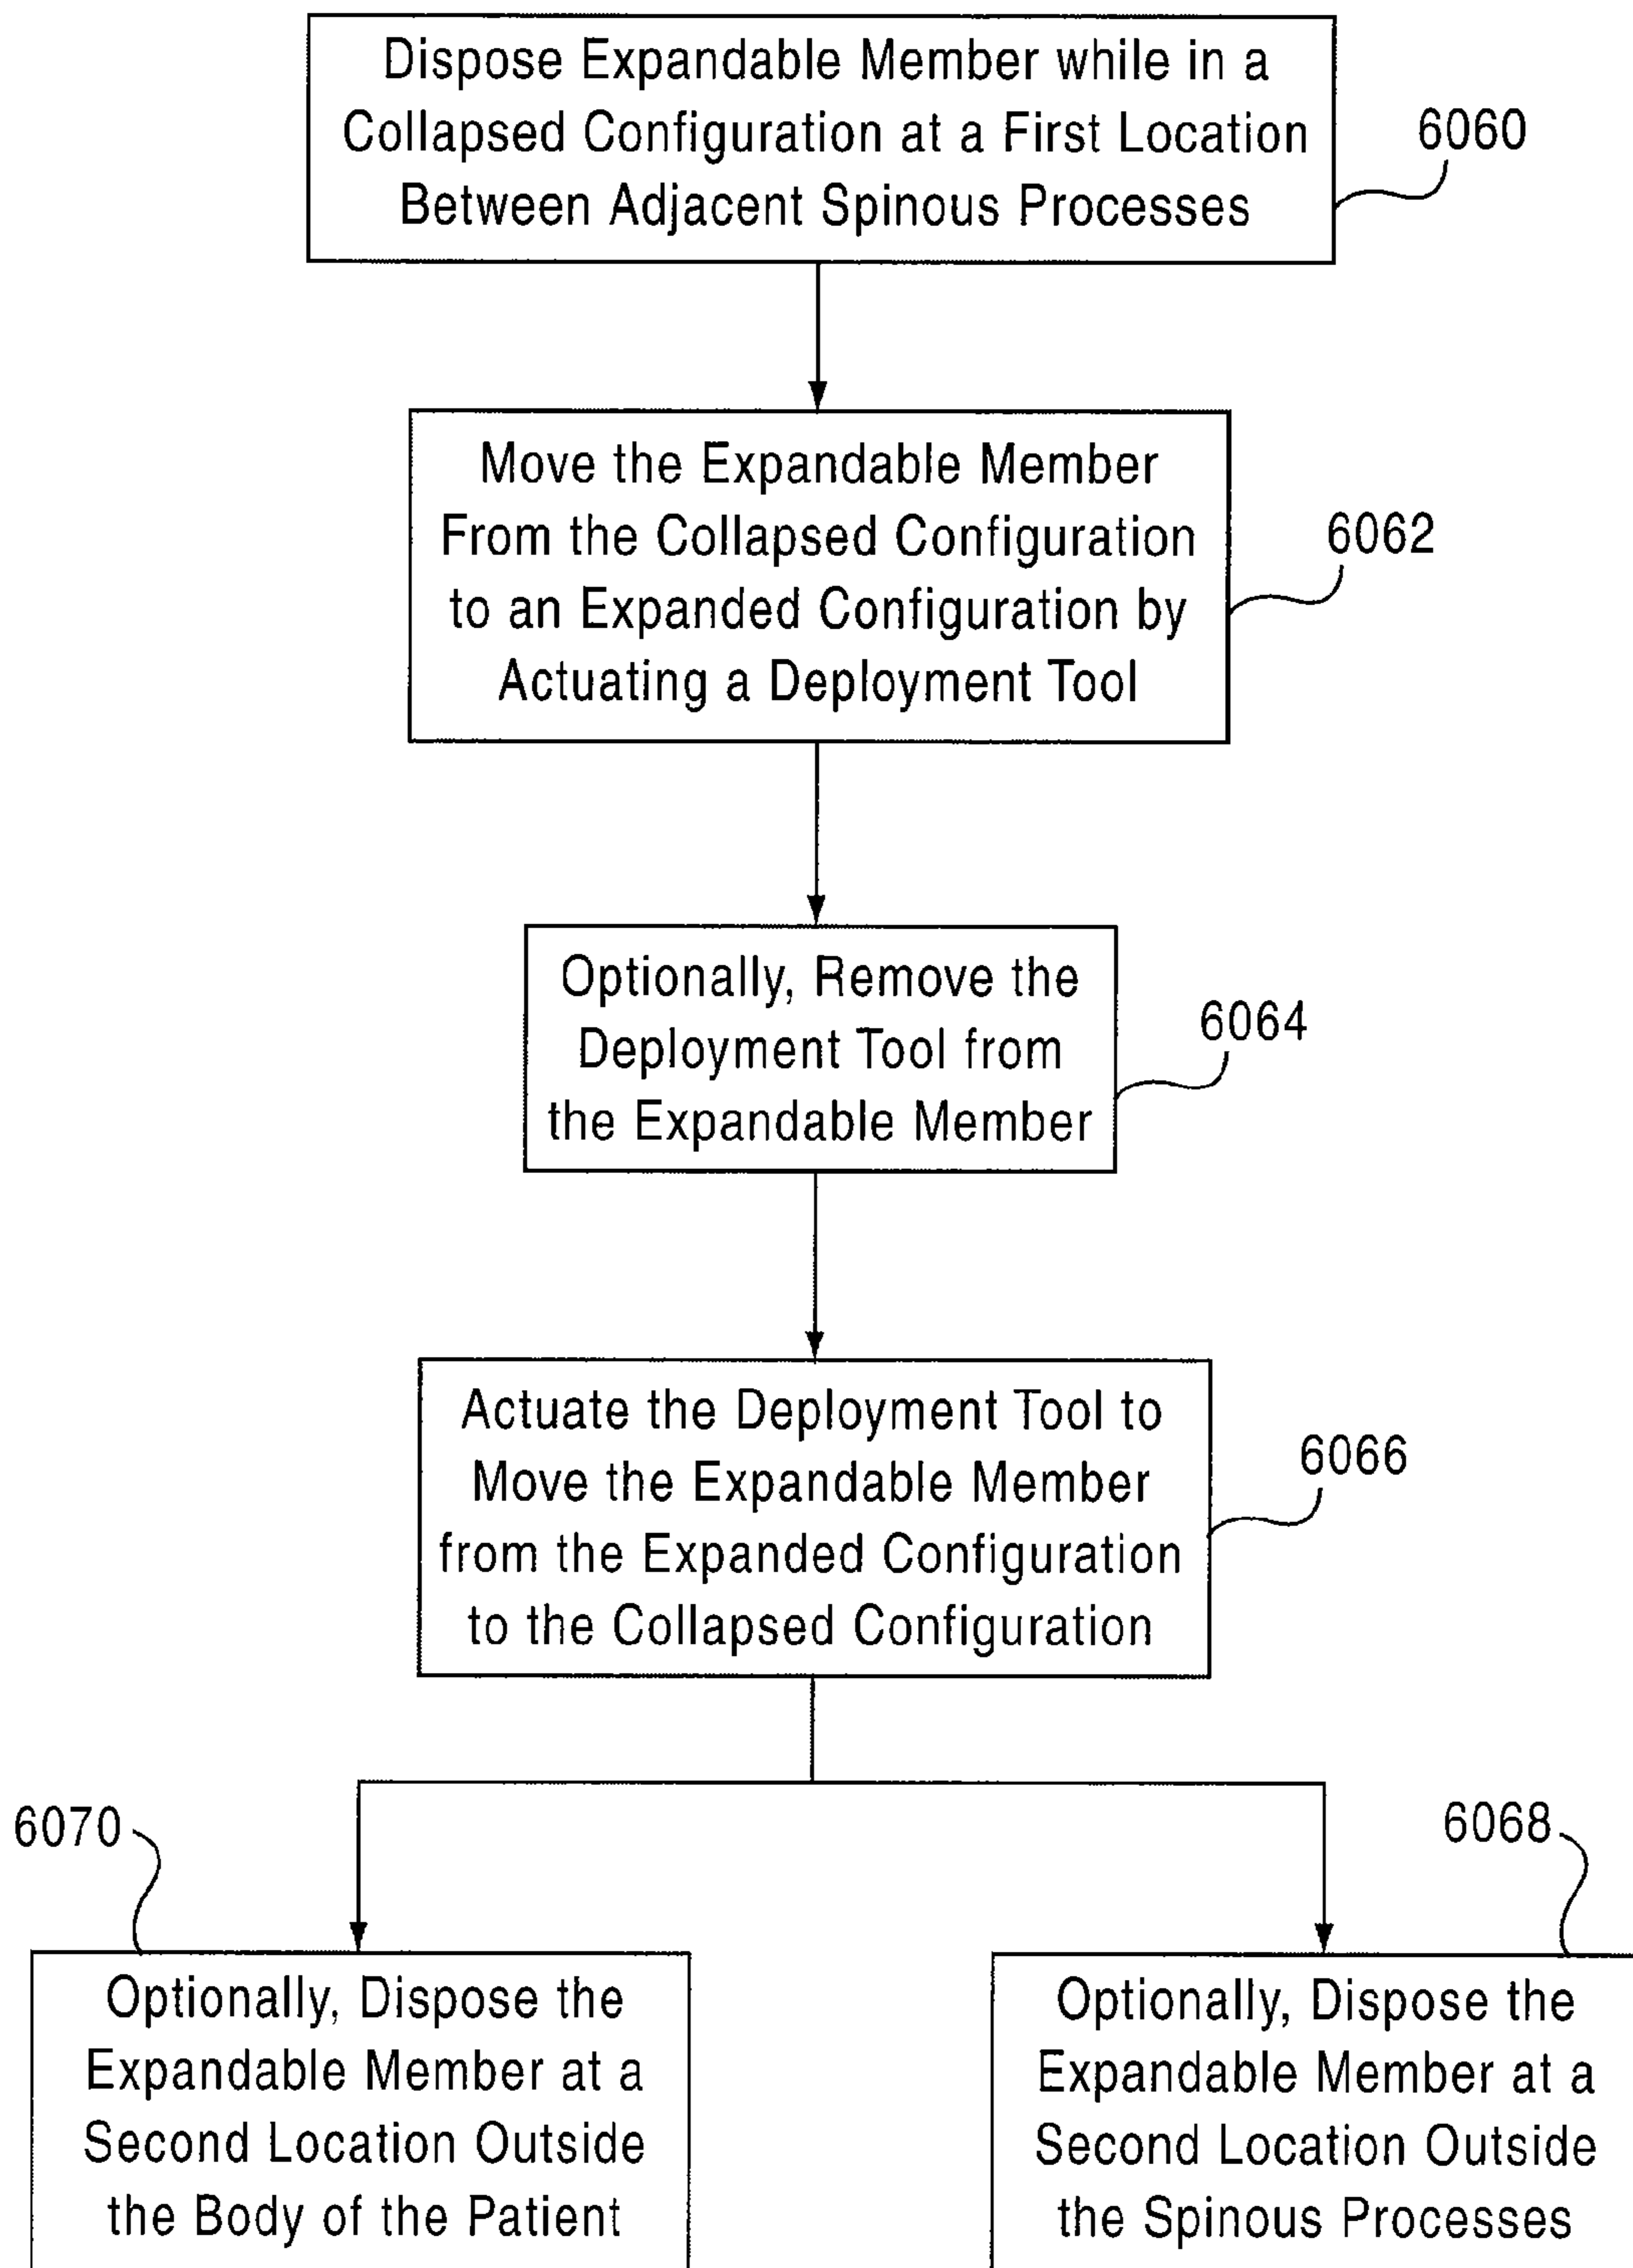 Dispose Expandable Member while in a
Collapsed Configuration at a First Location
Between Adjacent Spinous Processes
6060
Move the Expandable Member
From the Collapsed Configuration
to an Expanded Configuration by
Actuating a Deployment Tool
6062
Optionally, Remove the
Deployment Tool from
the Expandable Member
6064
Actuate the Deployment Tool to
Move the Expandable Member
from the Expanded Configuration
to the Collapsed Configuration
6066
6070
Optionally, Dispose the
Expandable Member at a
Second Location Outside
the Body of the Patient
6068
Optionally, Dispose the
Expandable Member at a
Second Location Outside
the Spinous Processes